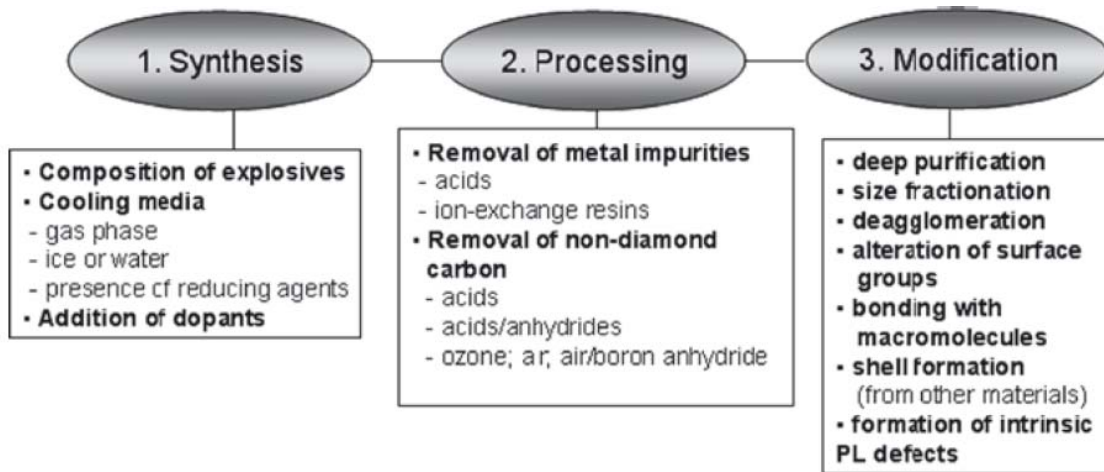 1. Synthesis
2. Processing
3. Modification
▪ Composition of explosives
▪ Cooling media
- gas phase
- ice or water
- presence cf reducing agents
▪ Addition of dopants
▪ Removal of metal impurities
- acids
- ion-exchange resins
▪ Removal of non-diamond
carbon
- acids
- acids/anhydrides
- ozone; a r; air/boron anhydride
▪ deep purification
▪ size fractionation
▪ deagglomeration
▪ alteration of surface
groups
▪ bonding with
macromolecules
▪ shell formation
(from other materials)
▪ formation of intrinsic
PL defects